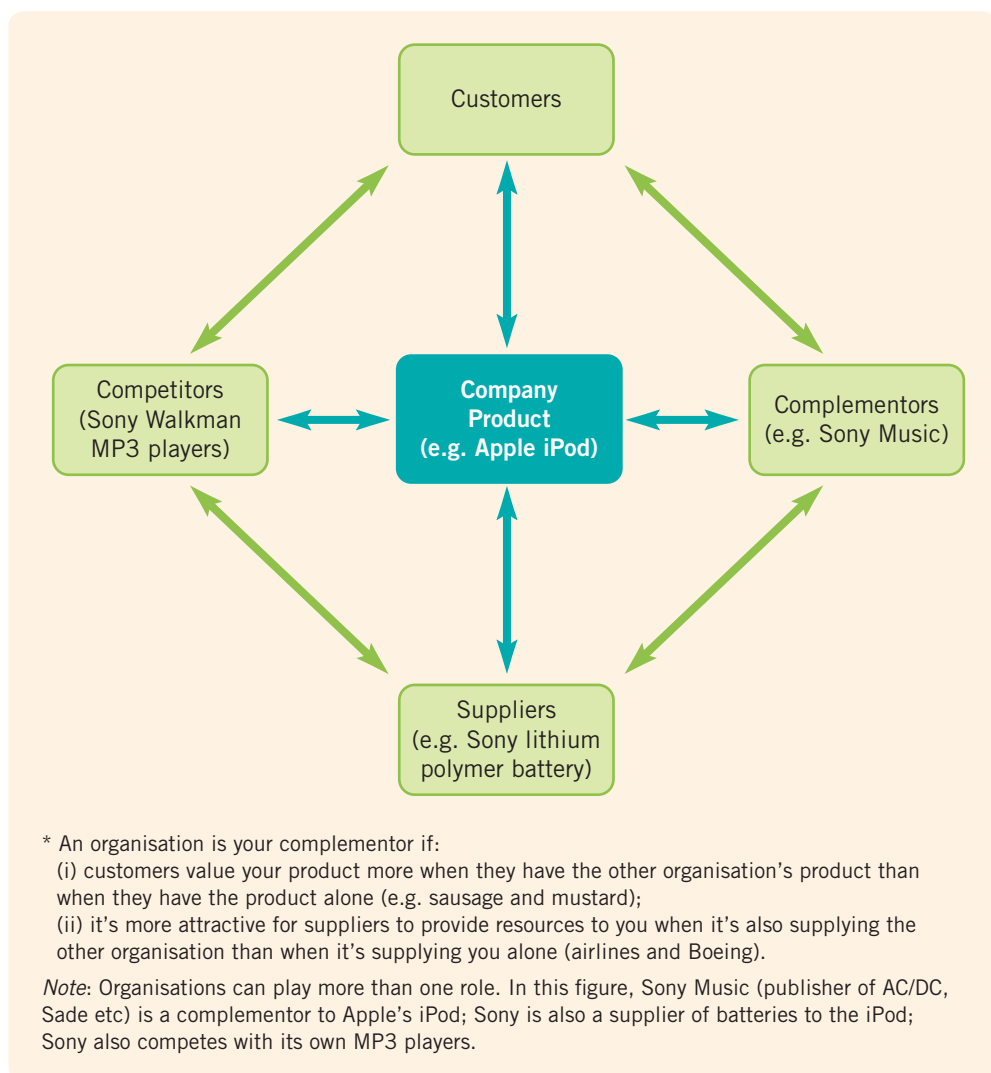 Customers
Competitors
(Sony Walkman
MP3 players)
Company
Product
(e.g. Apple iPod)
Complementors
(e.g. Sony Music)
Suppliers
(e.g. Sony lithium
polymer battery)
* An organisation is your complementor if:
(i) customers value your product more when they have the other organisation’s product than
when they have the product alone (e.g. sausage and mustard);
(ii) it’s more attractive for suppliers to provide resources to you when it’s also supplying the
other organisation than when it’s supplying you alone (airlines and Boeing).
Note: Organisations can play more than one role. In this figure, Sony Music (publisher of AC/DC,
Sade etc) is a complementor to Apple’s iPod; Sony is also a supplier of batteries to the iPod;
Sony also competes with its own MP3 players.